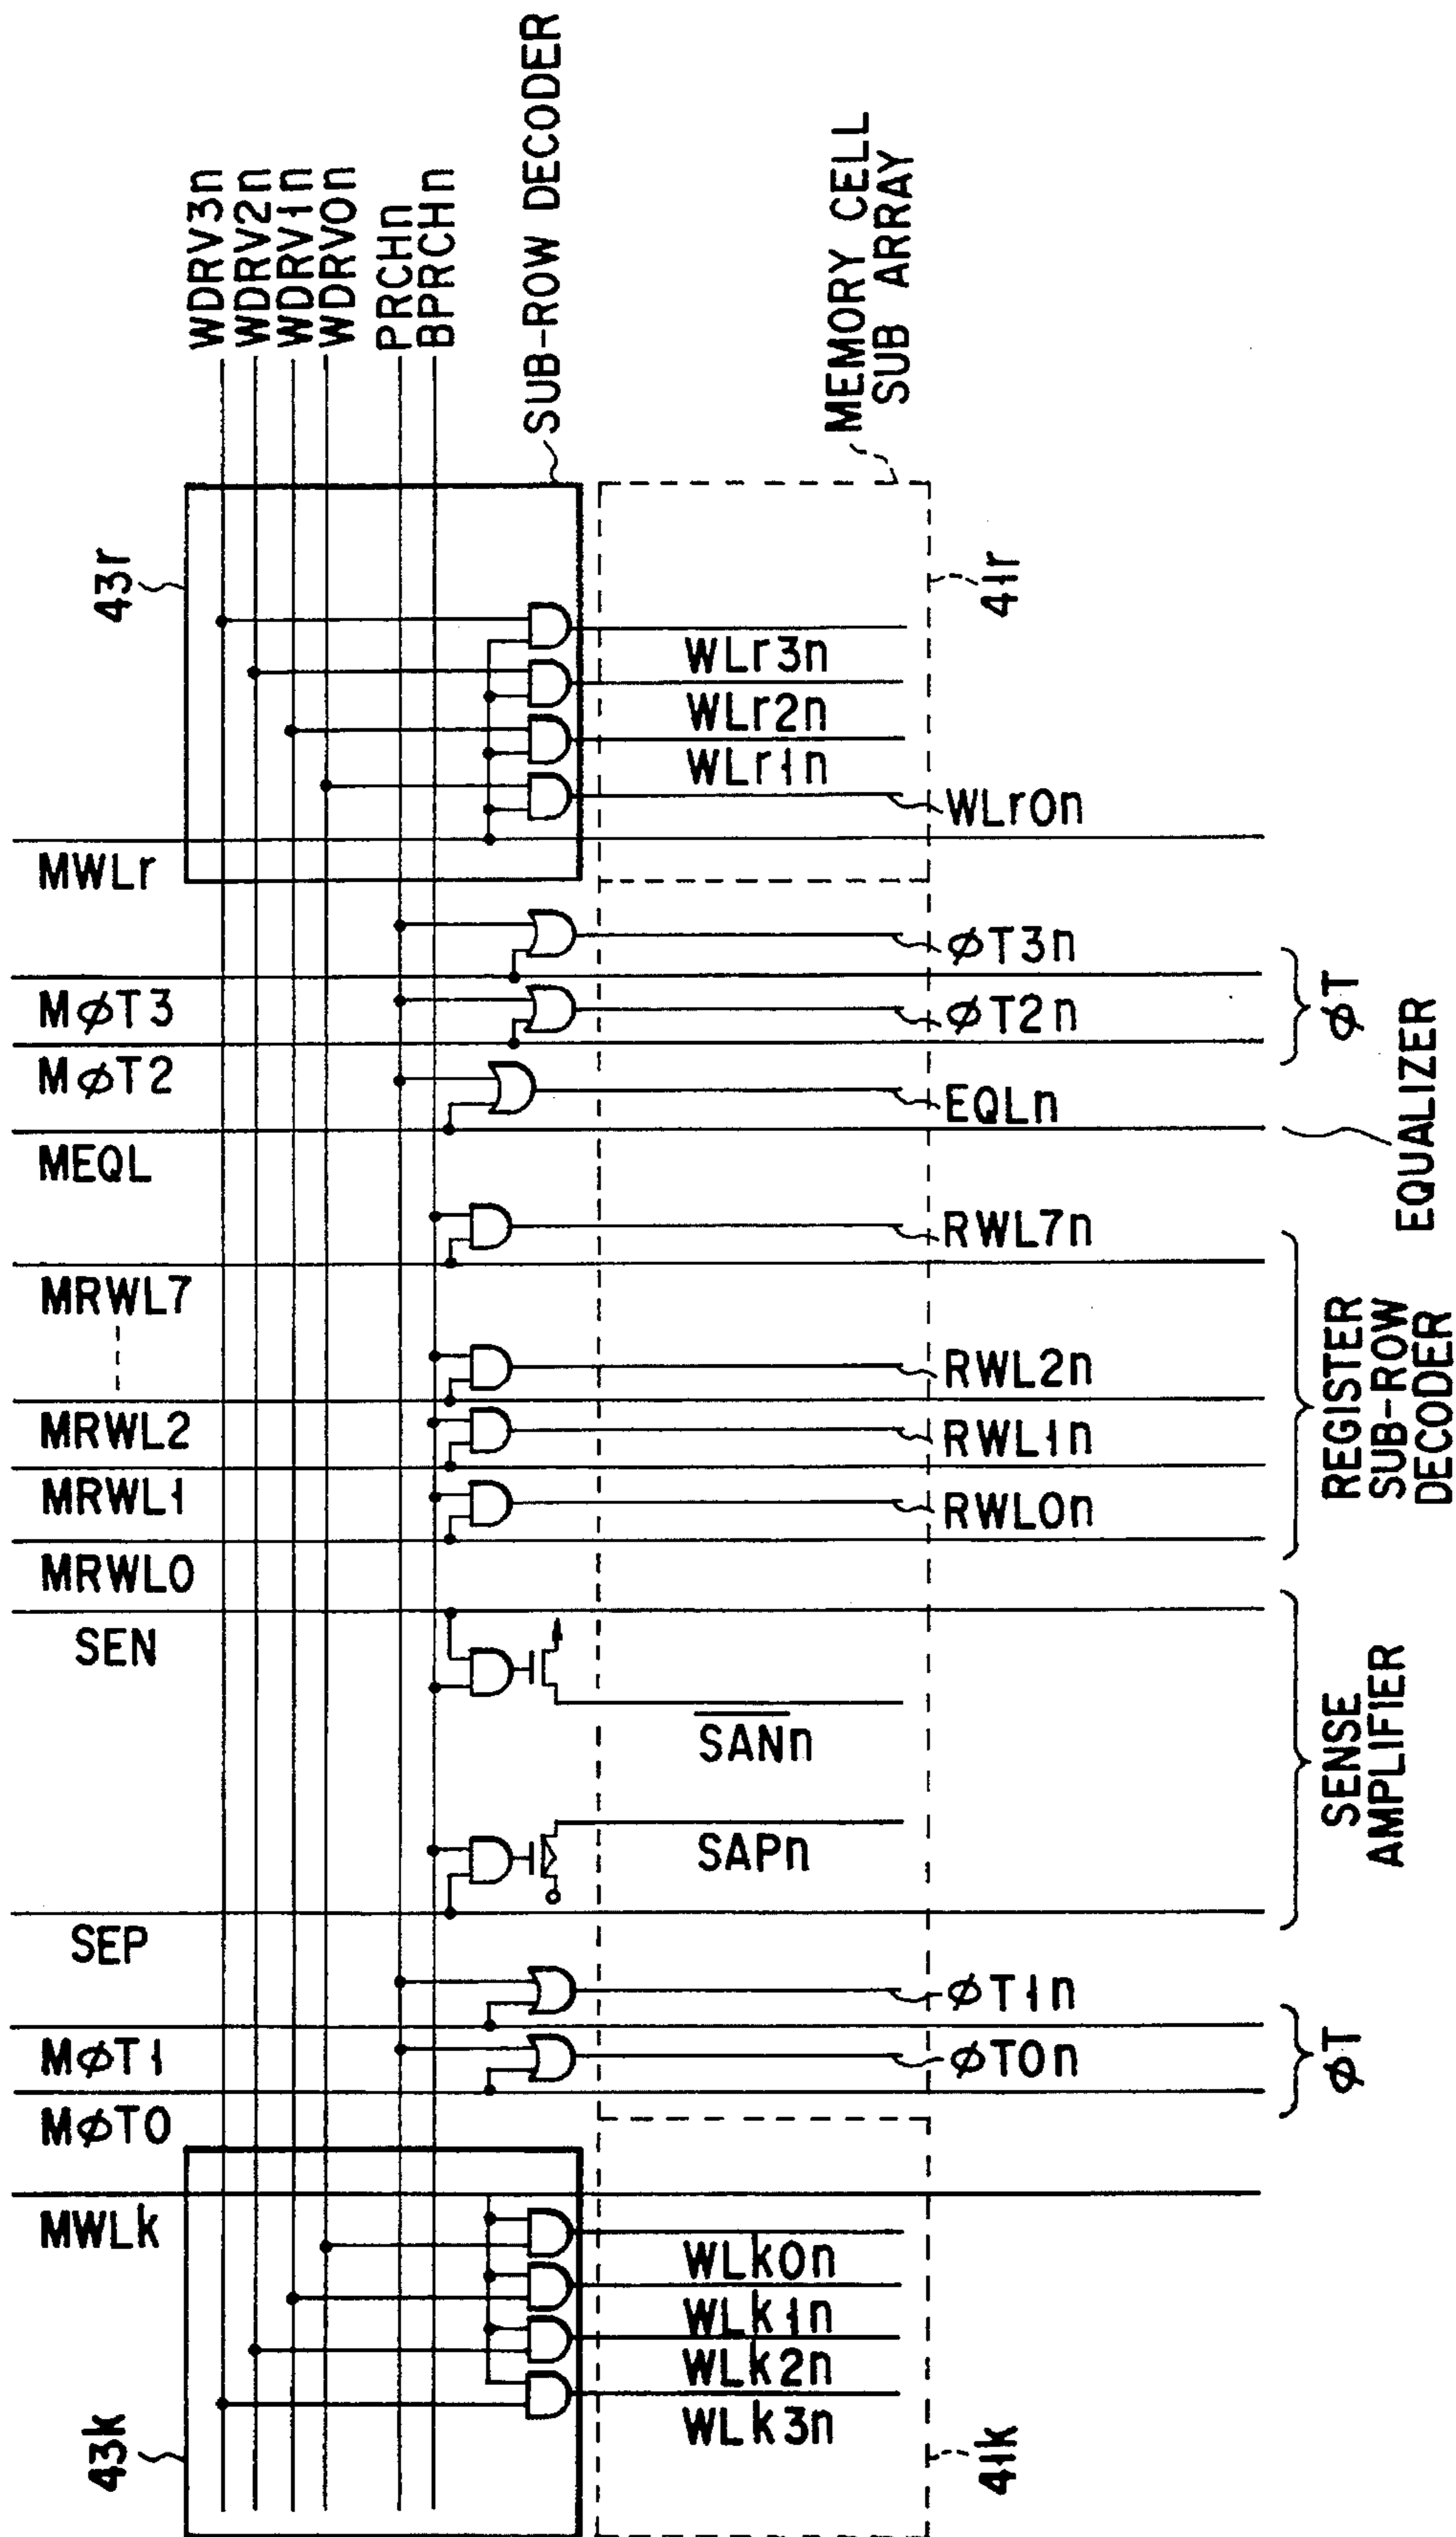 WDRV3n
WDRV2n
WDRV1n
WDRV0n
PRCHn
BPRCHn
SUB-ROW DECODER
MEMORY CELL
SUB ARRAY
43r
41r
WLr3n
WLr2n
WLr1n
WLr0n
MWLr
φT3n
MφT3
φT2n
MφT2
φT
EQLn
MEQL
EQUALIZER
RWL7n
MRWL7
RWL2n
MRWL2
RWL1n
MRWL1
RWL0n
MRWL0
REGISTER
SUB-ROW
DECODER
SEN
S̅A̅N̅n
SAPn
SENSE
AMPLIFIER
SEP
φT1n
MφT1
φT0n
MφT0
φT
MWLk
WLk0n
WLk1n
WLk2n
WLk3n
43k
41k